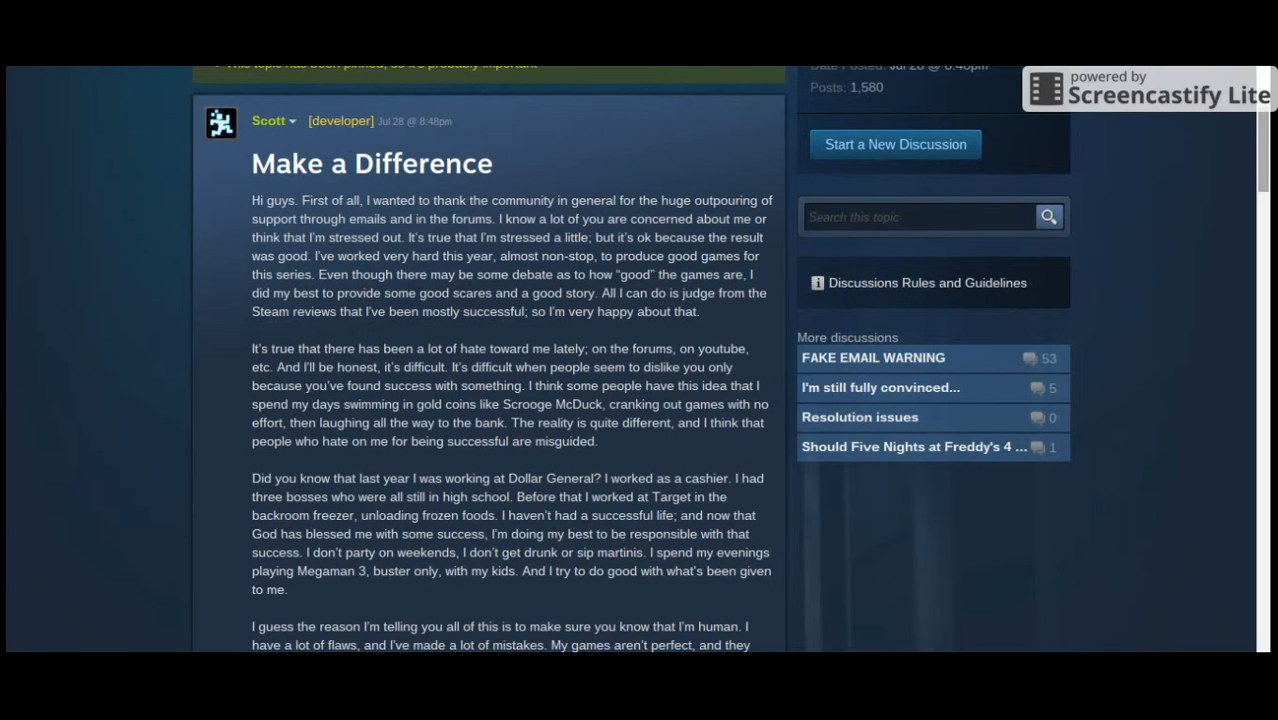 This topic has been pinned, so it's probably important
Scott
[developer] Jul 28 @ 8:48pm
Make a Difference
Hi guys. First of all, I wanted to thank the community in general for the huge outpouring of
support through emails and in the forums. I know a lot of you are concerned about me or
think that I'm stressed out. It's true that I'm stressed a little; but it's ok because the result
was good. I've worked very hard this year, almost non-stop, to produce good games for
this series. Even though there may be some debate as to how “good” the games are, I
did my best to provide some good scares and a good story. All I can do is judge from the
Steam reviews that I've been mostly successful; so I'm very happy about that.
It's true that there has been a lot of hate toward me lately; on the forums, on youtube,
etc. And I'll be honest, it's difficult. It's difficult when people seem to dislike you only
because you've found success with something. I think some people have this idea that I
spend my days swimming in gold coins like Scrooge McDuck, cranking out games with no
effort, then laughing all the way to the bank. The reality is quite different, and I think that
people who hate on me for being successful are misguided.
Did you know that last year I was working at Dollar General? I worked as a cashier. I had
three bosses who were all still in high school. Before that I worked at Target in the
backroom freezer, unloading frozen foods. I haven't had a successful life; and now that
God has blessed me with some success, I'm doing my best to be responsible with that
success. I don't party on weekends, I don't get drunk or sip martinis. I spend my evenings
playing Megaman 3, buster only, with my kids. And I try to do good with what's been given
to me.
I guess the reason I'm telling you all of this is to make sure you know that I'm human. I
have a lot of flaws, and I've made a lot of mistakes. My games aren't perfect, and they
Date Posted: Jul 28 @ 8:48pm
Posts: 1,580
Start a New Discussion
Search this topic
Discussions Rules and Guidelines
More discussions
FAKE EMAIL WARNING 53
I'm still fully convinced... 5
Resolution issues 0
Should Five Nights at Freddy's 4 ... 1
powered by
Screencastify Lite